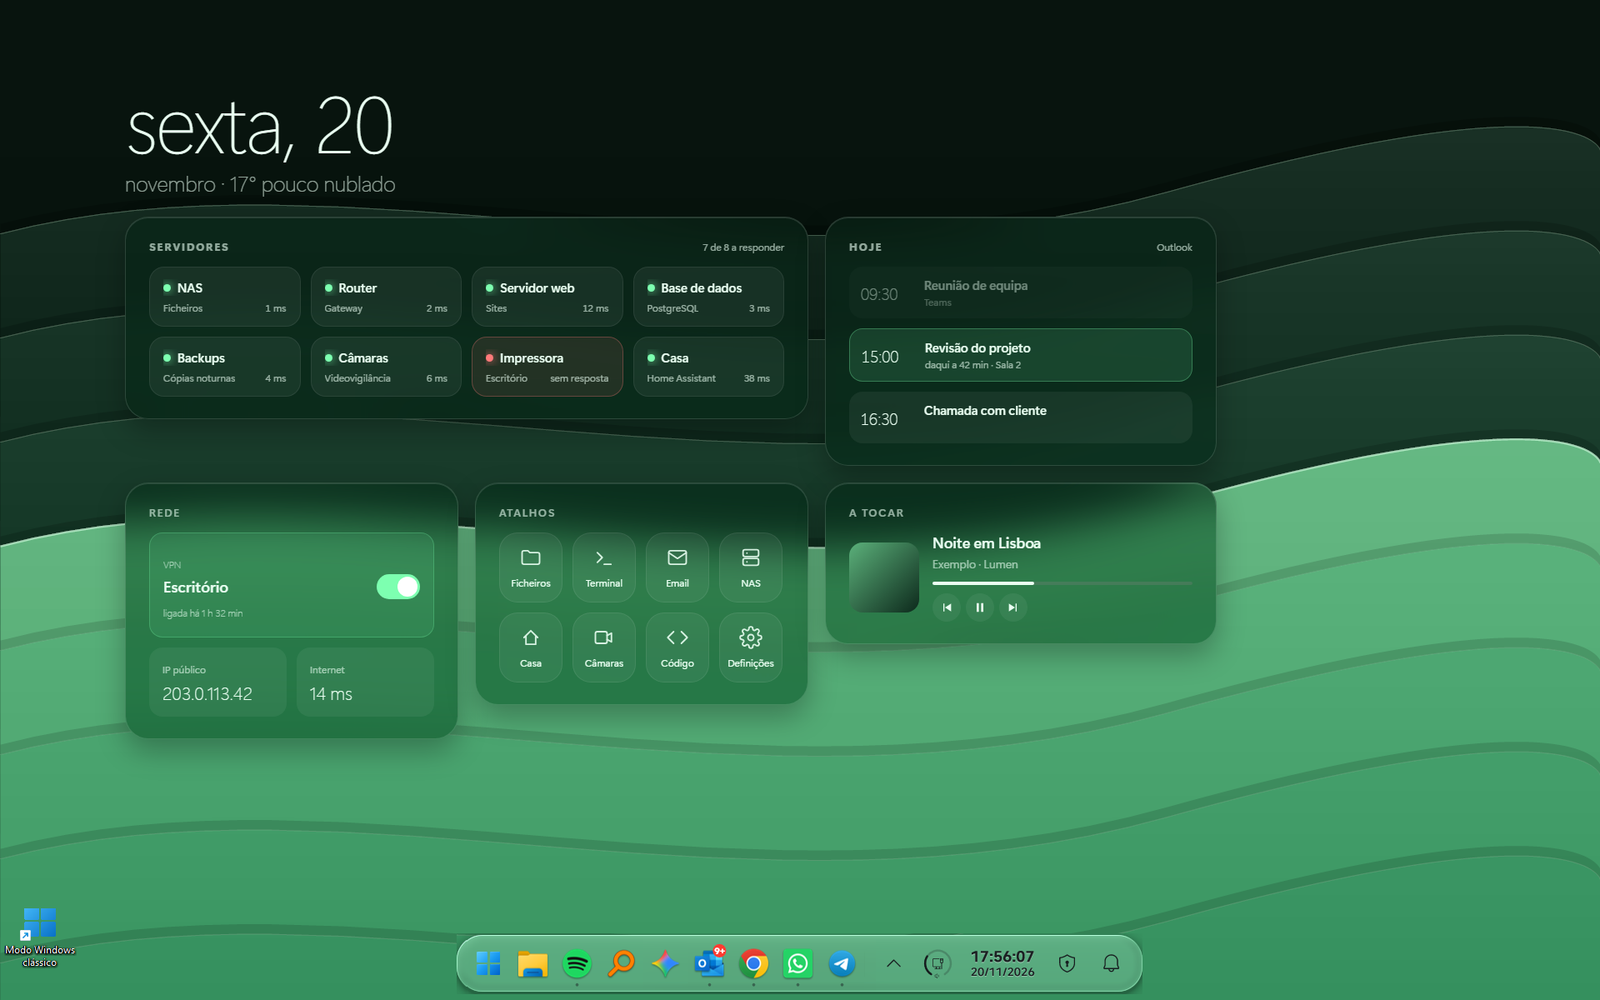 sexta, 20
novembro · 17° pouco nublado
SERVIDORES
7 de 8 a responder
NAS
Ficheiros
1 ms
Router
Gateway
2 ms
Servidor web
Sites
12 ms
Base de dados
PostgreSQL
3 ms
Backups
Cópias noturnas
4 ms
Câmaras
Videovigilância
6 ms
Impressora
Escritório
sem resposta
Casa
Home Assistant
38 ms
HOJE
Outlook
09:30
Reunião de equipa
Teams
15:00
Revisão do projeto
daqui a 42 min · Sala 2
16:30
Chamada com cliente
REDE
VPN
Escritório
ligada há 1 h 32 min
IP público
203.0.113.42
Internet
14 ms
ATALHOS
Ficheiros
Terminal
Email
NAS
Casa
Câmaras
Código
Definições
A TOCAR
Noite em Lisboa
Exemplo · Lumen
Modo Windows
clássico
9+
17:56:07
20/11/2026